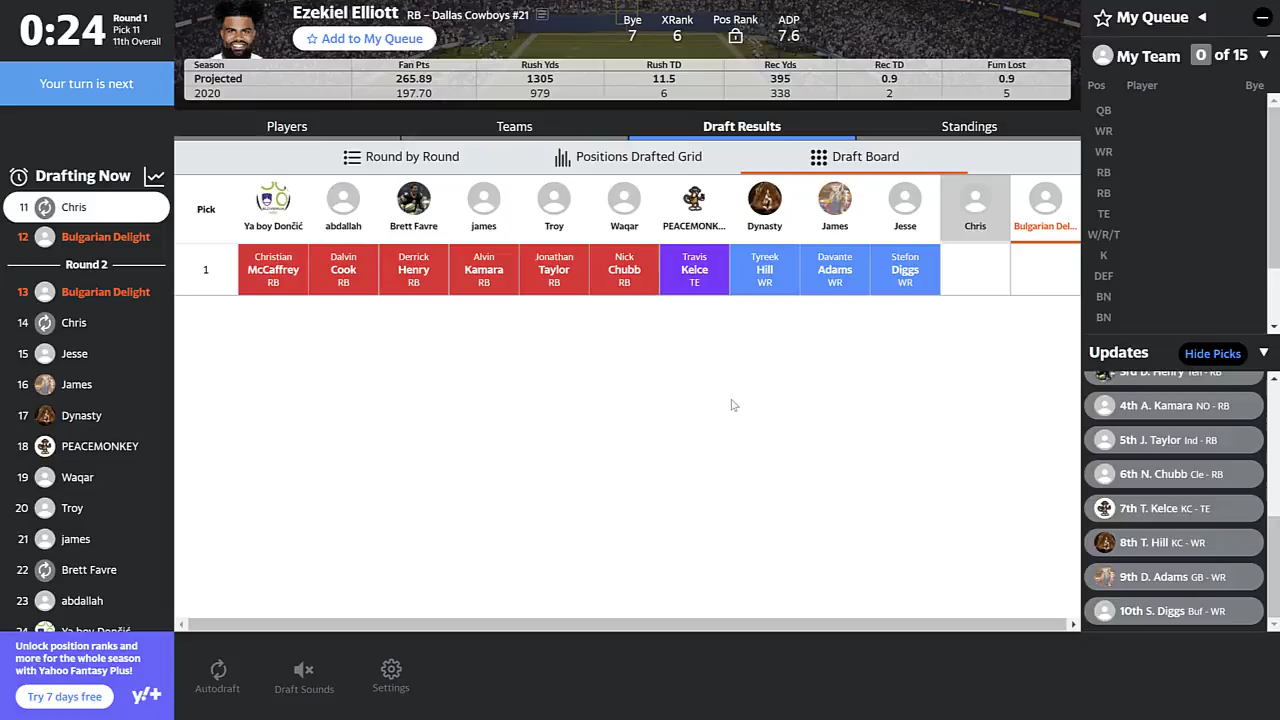 0:24
Round 1
Pick 11
11th Overall
Your turn is next
Drafting Now
11 Chris
12 Bulgarian Delight
Round 2
13 Bulgarian Delight
14 Chris
15 Jesse
16 James
17 Dynasty
18 PEACEMONKEY
19 Waqar
20 Troy
21 james
22 Brett Favre
23 abdallah
24 Ya boy Dončić
Unlock position ranks and
more for the whole season
with Yahoo Fantasy Plus!
Try 7 days free
y!+
Ezekiel Elliott RB – Dallas Cowboys #21
Add to My Queue
Bye XRank Pos Rank ADP
7 6 7.6
Season Fan Pts Rush Yds Rush TD Rec Yds Rec TD Fum Lost
Projected 265.89 1305 11.5 395 0.9 0.9
2020 197.70 979 6 338 2 5
Players Teams Draft Results Standings
Round by Round Positions Drafted Grid Draft Board
Pick Ya boy Dončić abdallah Brett Favre james Troy Waqar PEACEMONK... Dynasty James Jesse Chris Bulgarian Del...
1
Christian McCaffrey RB
Dalvin Cook RB
Derrick Henry RB
Alvin Kamara RB
Jonathan Taylor RB
Nick Chubb RB
Travis Kelce TE
Tyreek Hill WR
Davante Adams WR
Stefon Diggs WR
Autodraft
Draft Sounds
Settings
My Queue
My Team 0 of 15
Pos Player Bye
QB
WR
WR
RB
RB
TE
W/R/T
K
DEF
BN
BN
Updates Hide Picks
3rd D. Henry Ten - RB
4th A. Kamara NO - RB
5th J. Taylor Ind - RB
6th N. Chubb Cle - RB
7th T. Kelce KC - TE
8th T. Hill KC - WR
9th D. Adams GB - WR
10th S. Diggs Buf - WR